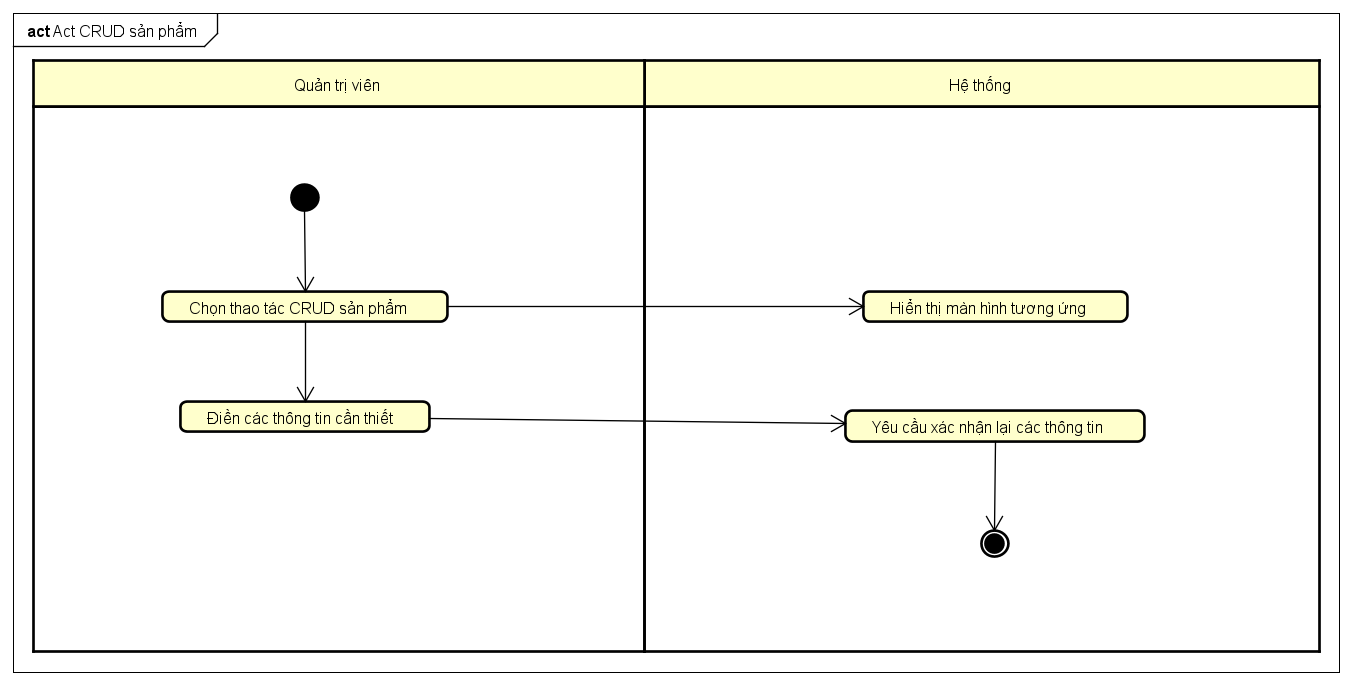 act Act CRUD sản phẩm
Quản trị viên
Hệ thống
Chọn thao tác CRUD sản phẩm
Hiển thị màn hình tương ứng
Điền các thông tin cần thiết
Yêu cầu xác nhận lại các thông tin